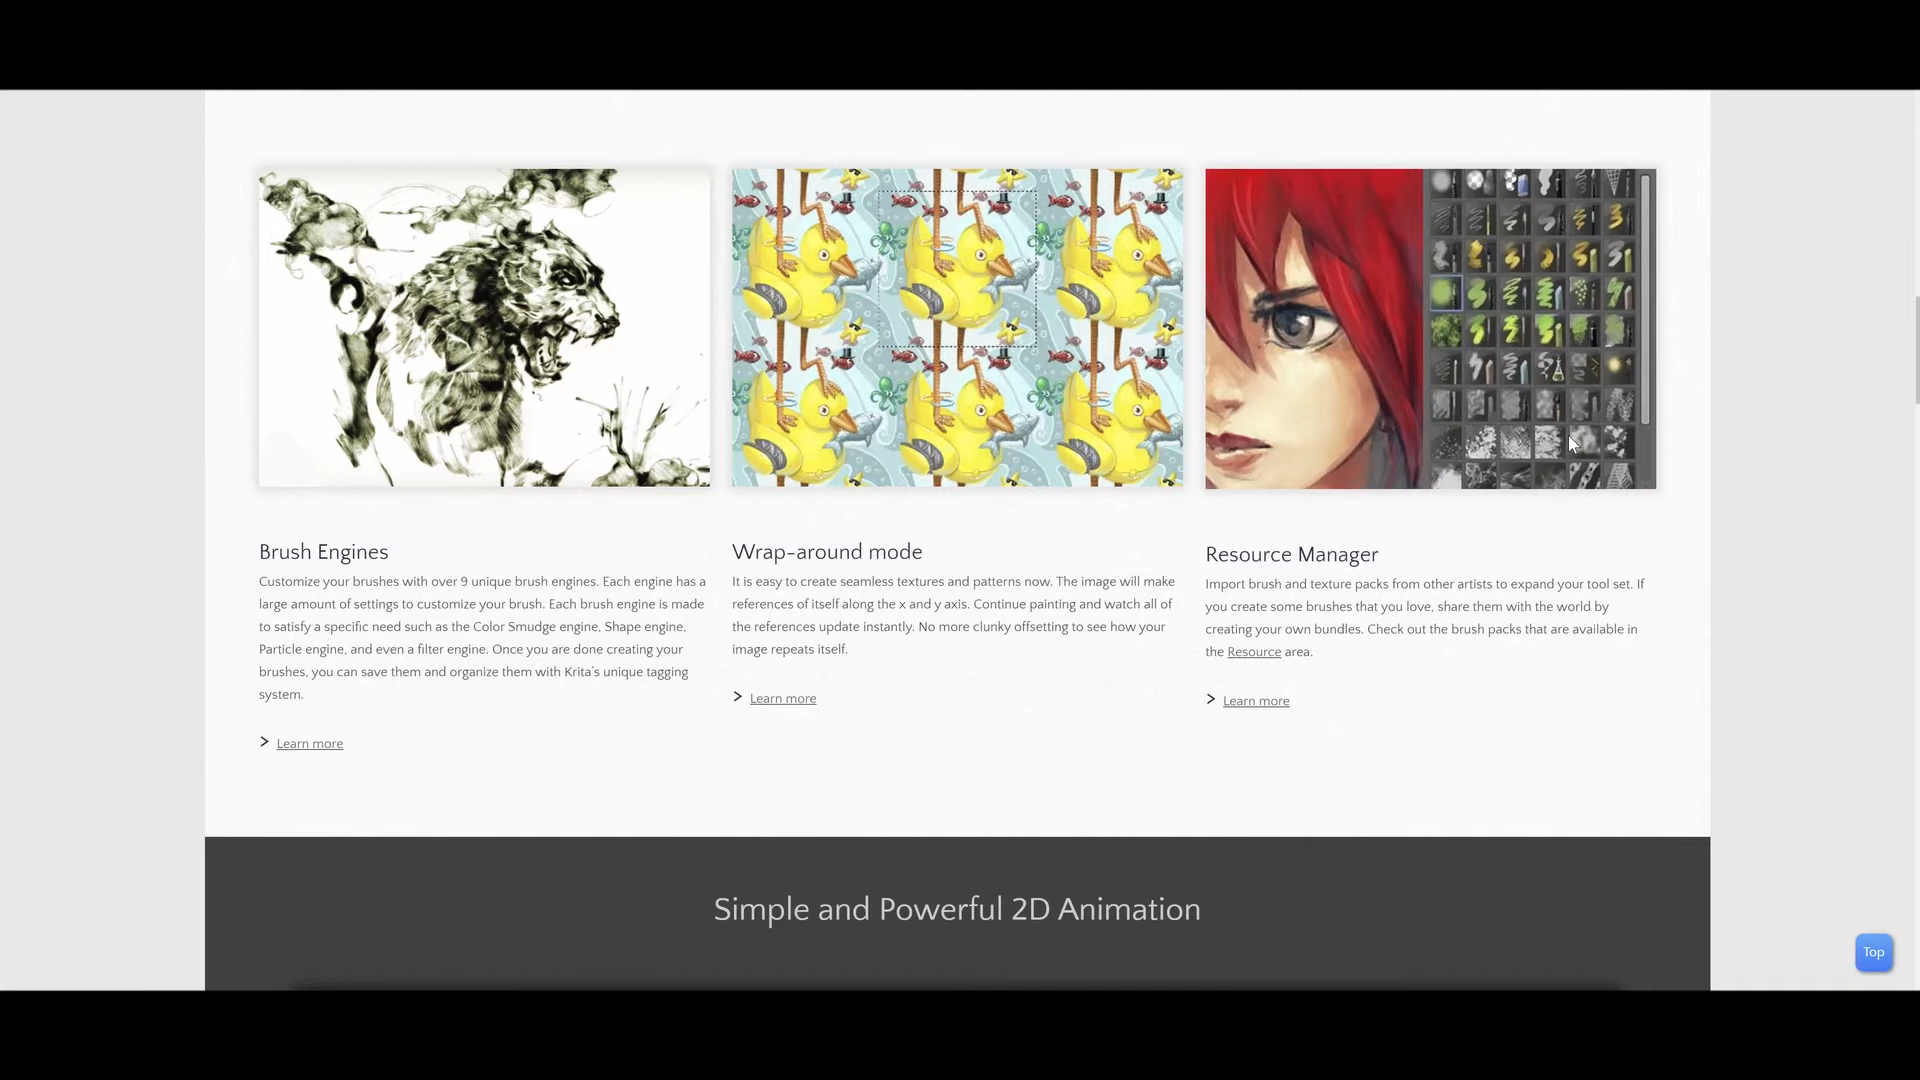 Brush Engines
Customize your brushes with over 9 unique brush engines. Each engine has a
large amount of settings to customize your brush. Each brush engine is made
to satisfy a specific need such as the Color Smudge engine, Shape engine,
Particle engine, and even a filter engine. Once you are done creating your
brushes, you can save them and organize them with Krita's unique tagging
system.
> Learn more
Wrap-around mode
It is easy to create seamless textures and patterns now. The image will make
references of itself along the x and y axis. Continue painting and watch all of
the references update instantly. No more clunky offsetting to see how your
image repeats itself.
> Learn more
Resource Manager
Import brush and texture packs from other artists to expand your tool set. If
you create some brushes that you love, share them with the world by
creating your own bundles. Check out the brush packs that are available in
the Resource area.
> Learn more
Simple and Powerful 2D Animation
Top